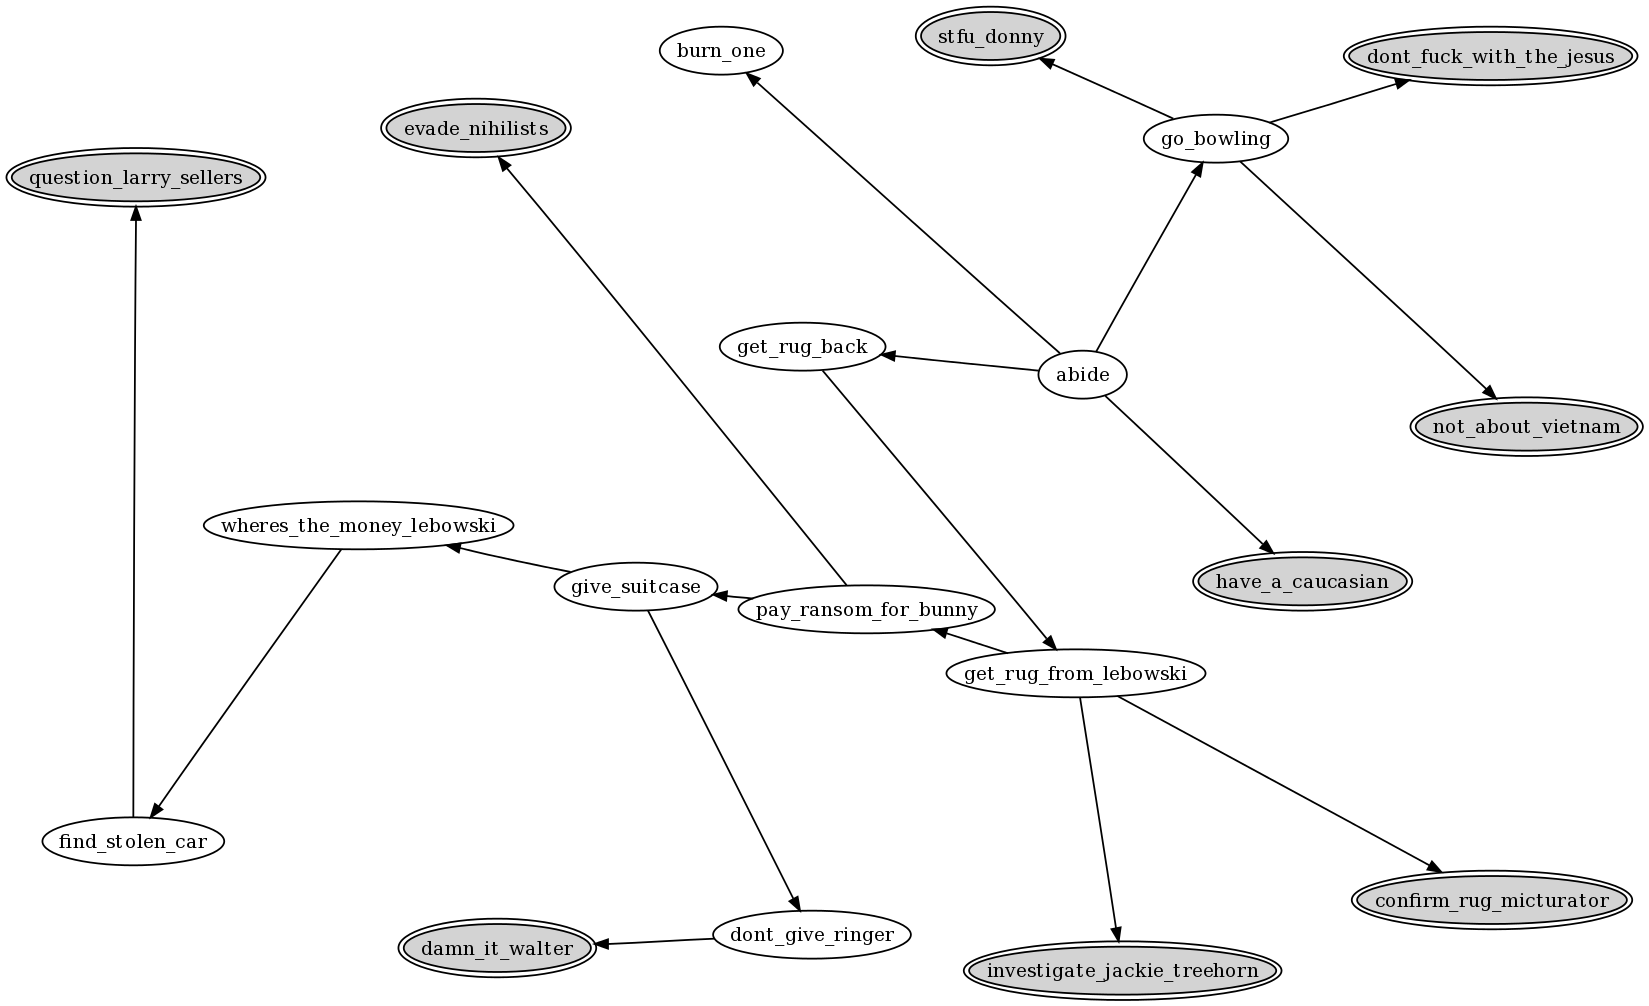 stfu_donny
burn_one
dont_fuck_with_the_jesus
evade_nihilists
go_bowling
question_larry_sellers
get_rug_back
abide
not_about_vietnam
wheres_the_money_lebowski
give_suitcase
have_a_caucasian
pay_ransom_for_bunny
get_rug_from_lebowski
find_stolen_car
confirm_rug_micturator
dont_give_ringer
damn_it_walter
investigate_jackie_treehorn